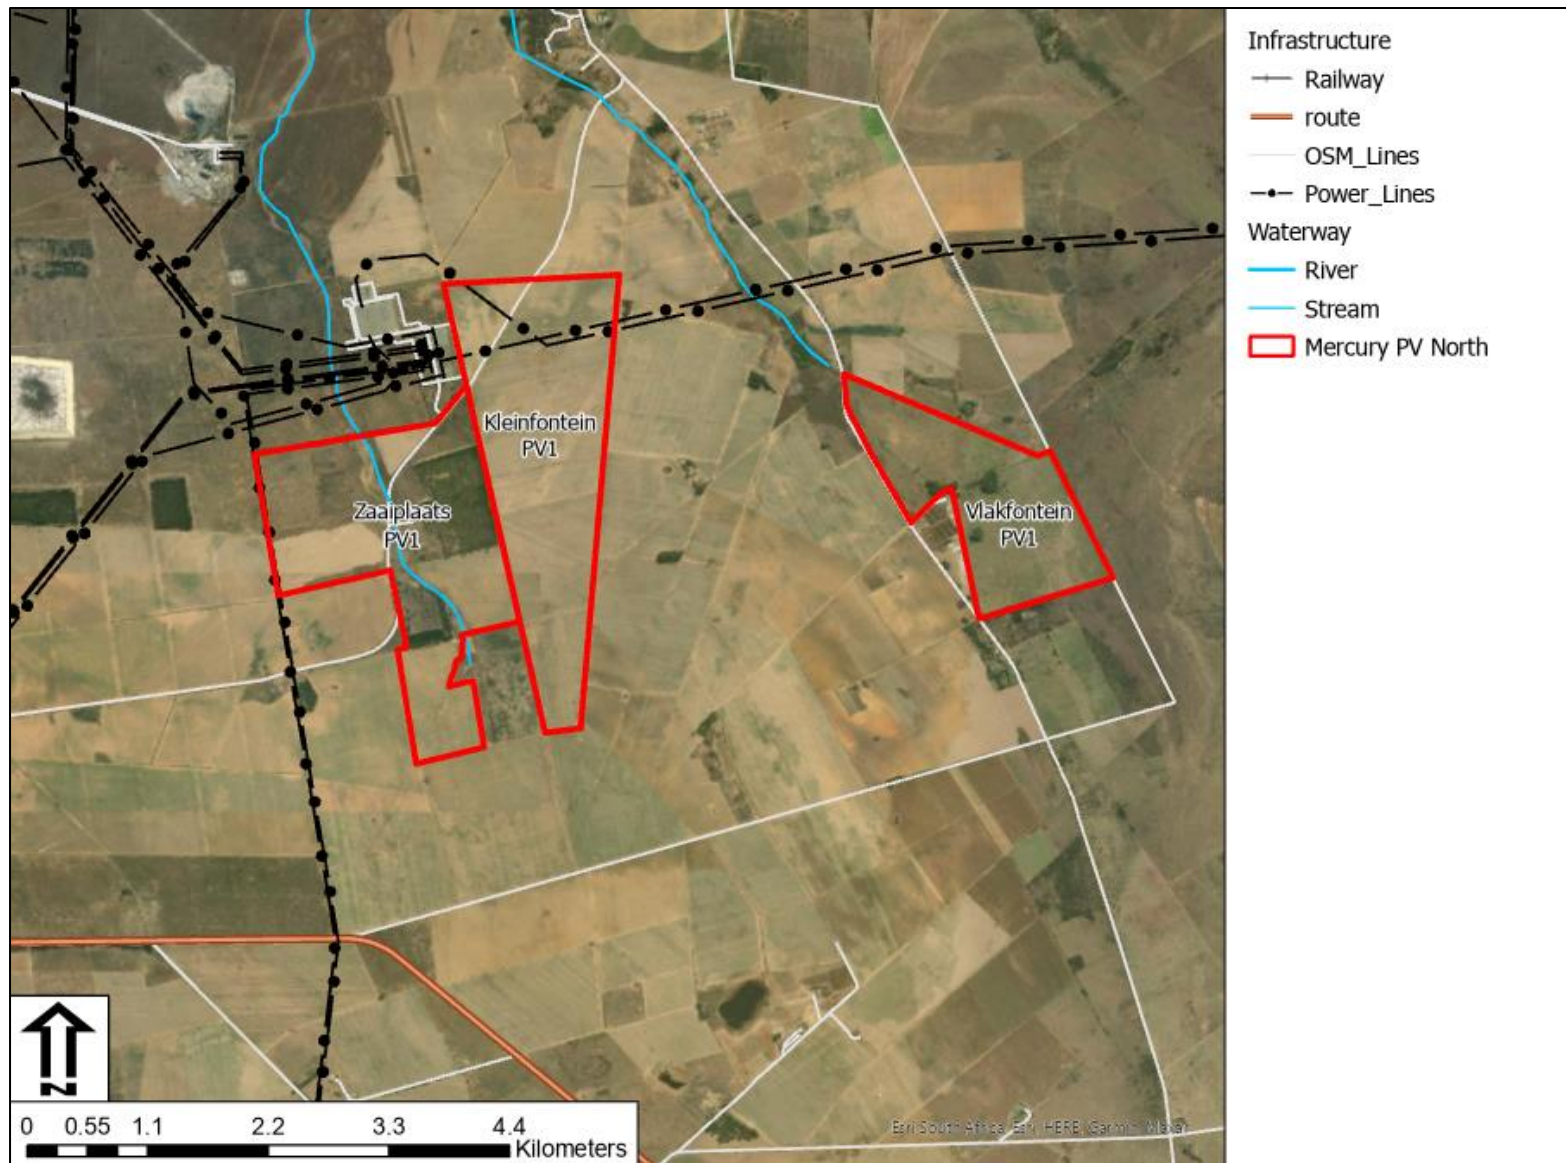 Infrastructure
Railway
route
OSM_Lines
Power_Lines
Waterway
River
Stream
Mercury PV North
Kleinfontein
PV1
Zaaiplaats
PV1
Vlakfontein
PV1
N
0 0.55 1.1 2.2 3.3 4.4
Kilometers
Esri South Africa, Esri, HERE, Garmin, Maxar